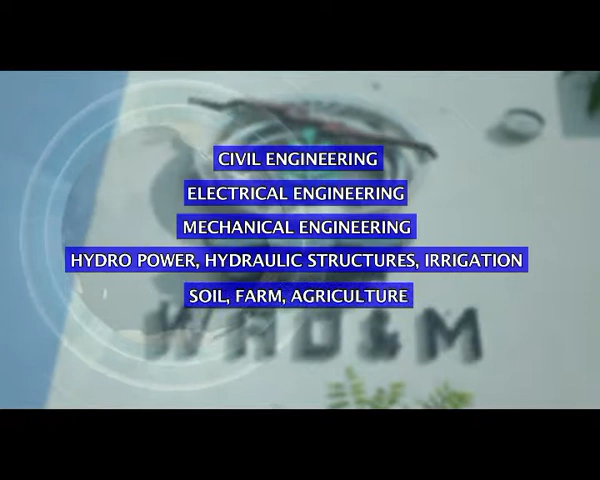 CIVIL ENGINEERING
ELECTRICAL ENGINEERING
MECHANICAL ENGINEERING
HYDRO POWER, HYDRAULIC STRUCTURES, IRRIGATION
SOIL, FARM, AGRICULTURE